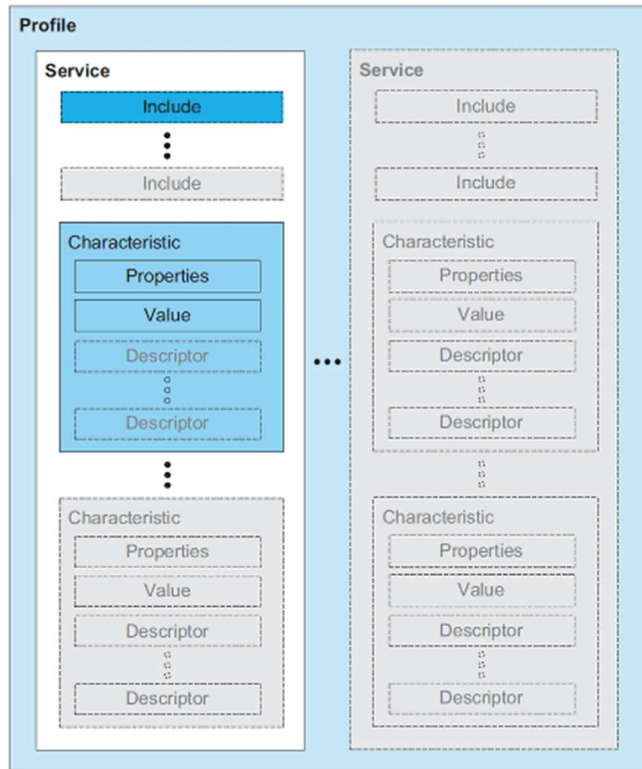 Profile
Service
Include
Include
Characteristic
Properties
Value
Descriptor
Descriptor
Characteristic
Properties
Value
Descriptor
Descriptor
Service
Include
Include
Characteristic
Properties
Value
Descriptor
Descriptor
Characteristic
Properties
Value
Descriptor
Descriptor